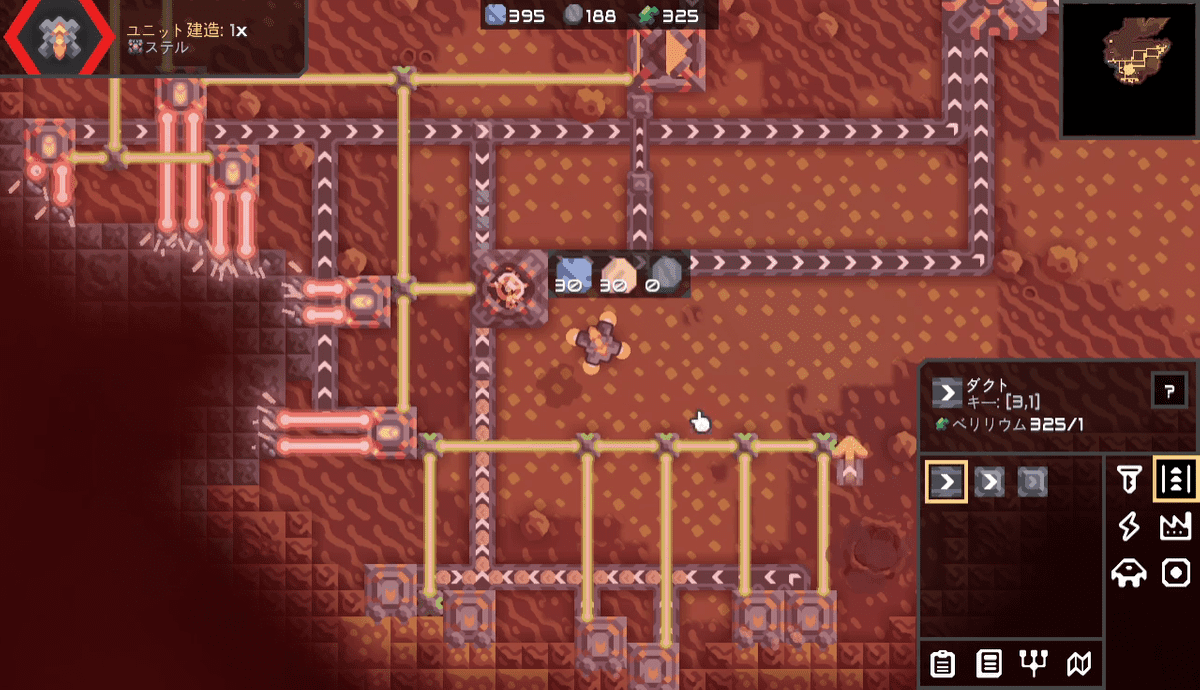 ユニット建造: 1x
ステル
395 188 325
30 30 0
ダクト
キー: [3,1]
ベリリウム 325/1
?